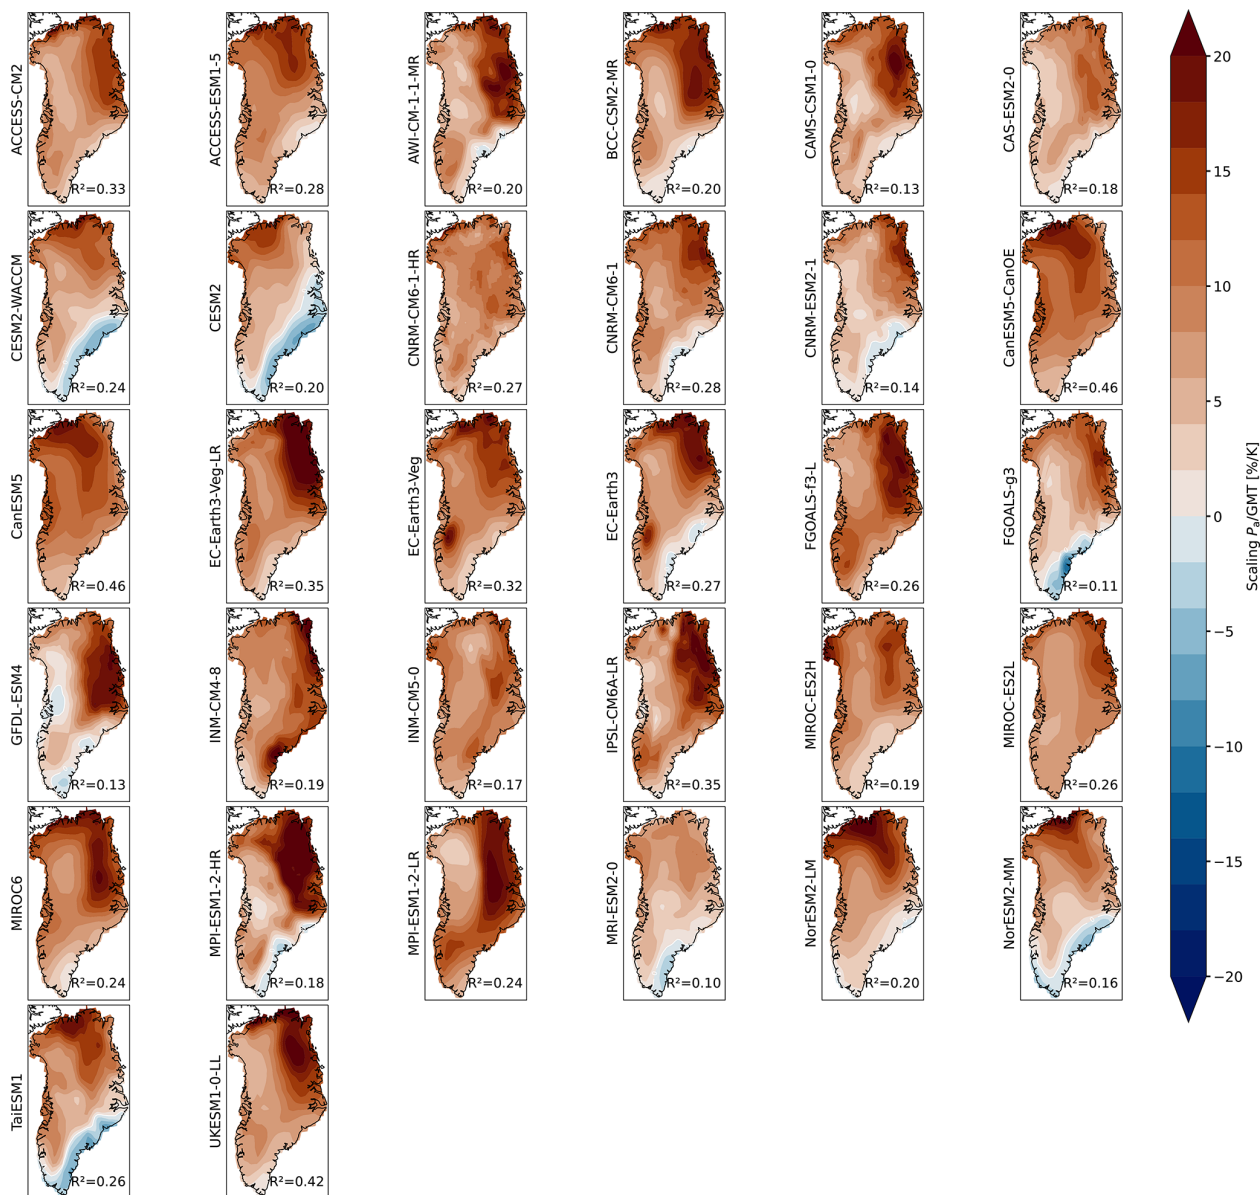 ACCESS-CM2
R²=0.33
ACCESS-ESM1-5
R²=0.28
AWI-CM-1-1-MR
R²=0.20
BCC-CSM2-MR
R²=0.20
CAMS-CSM1-0
R²=0.13
CAS-ESM2-0
R²=0.18
CESM2-WACCM
R²=0.24
CESM2
R²=0.20
CNRM-CM6-1-HR
R²=0.27
CNRM-CM6-1
R²=0.28
CNRM-ESM2-1
R²=0.14
CanESM5-CanOE
R²=0.46
CanESM5
R²=0.46
EC-Earth3-Veg-LR
R²=0.35
EC-Earth3-Veg
R²=0.32
EC-Earth3
R²=0.27
FGOALS-f3-L
R²=0.26
FGOALS-g3
R²=0.11
GFDL-ESM4
R²=0.13
INM-CM4-8
R²=0.19
INM-CM5-0
R²=0.17
IPSL-CM6A-LR
R²=0.35
MIROC-ES2H
R²=0.19
MIROC-ES2L
R²=0.26
MIROC6
R²=0.24
MPI-ESM1-2-HR
R²=0.18
MPI-ESM1-2-LR
R²=0.24
MRI-ESM2-0
R²=0.10
NorESM2-LM
R²=0.20
NorESM2-MM
R²=0.16
TaiESM1
R²=0.26
UKESM1-0-LL
R²=0.42
20
15
10
5
0
−5
−10
−15
−20
Scaling Pa/GMT [%/K]